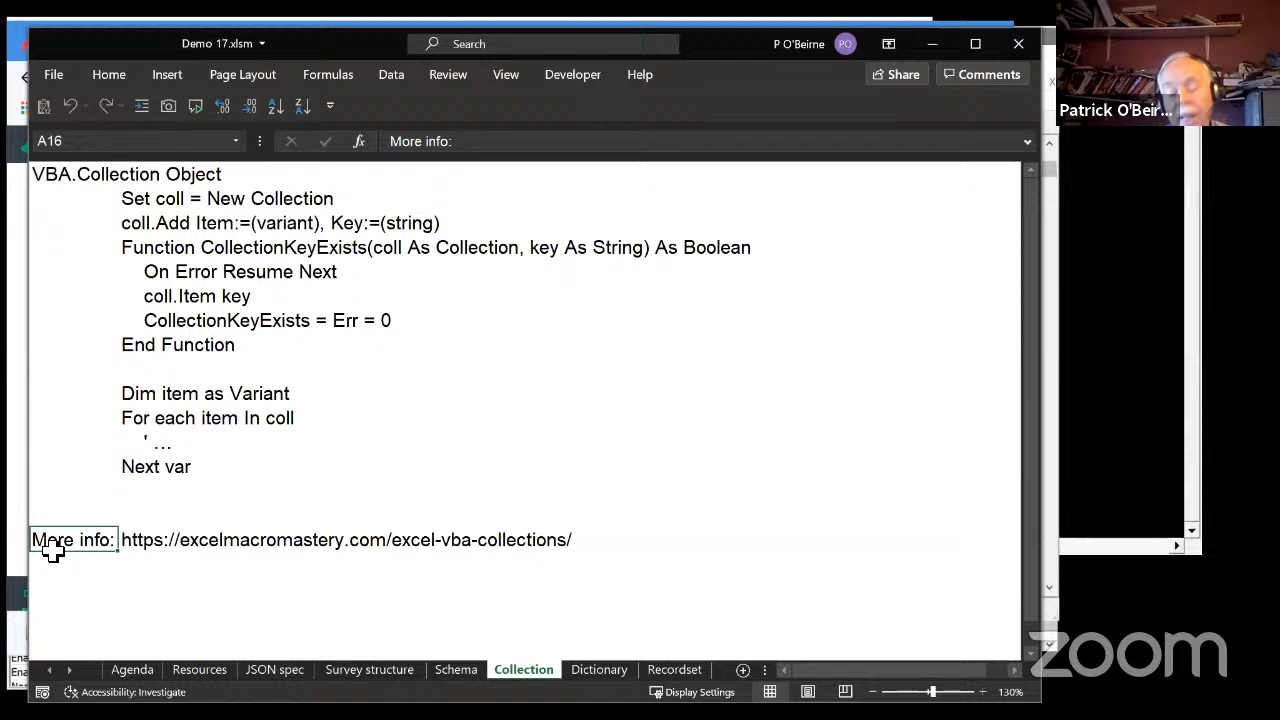 Demo 17.xlsm
Search
P O'Beirne
PO
File Home Insert Page Layout Formulas Data Review View Developer Help
Share
Comments
Patrick O'Beir...
A16
fx
More info:
VBA.Collection Object
Set coll = New Collection
coll.Add Item:=(variant), Key:=(string)
Function CollectionKeyExists(coll As Collection, key As String) As Boolean
On Error Resume Next
coll.Item key
CollectionKeyExists = Err = 0
End Function
Dim item as Variant
For each item In coll
' ...
Next var
More info: https://excelmacromastery.com/excel-vba-collections/
Agenda Resources JSON spec Survey structure Schema Collection Dictionary Recordset
Accessibility: Investigate
Display Settings
130%
zoom